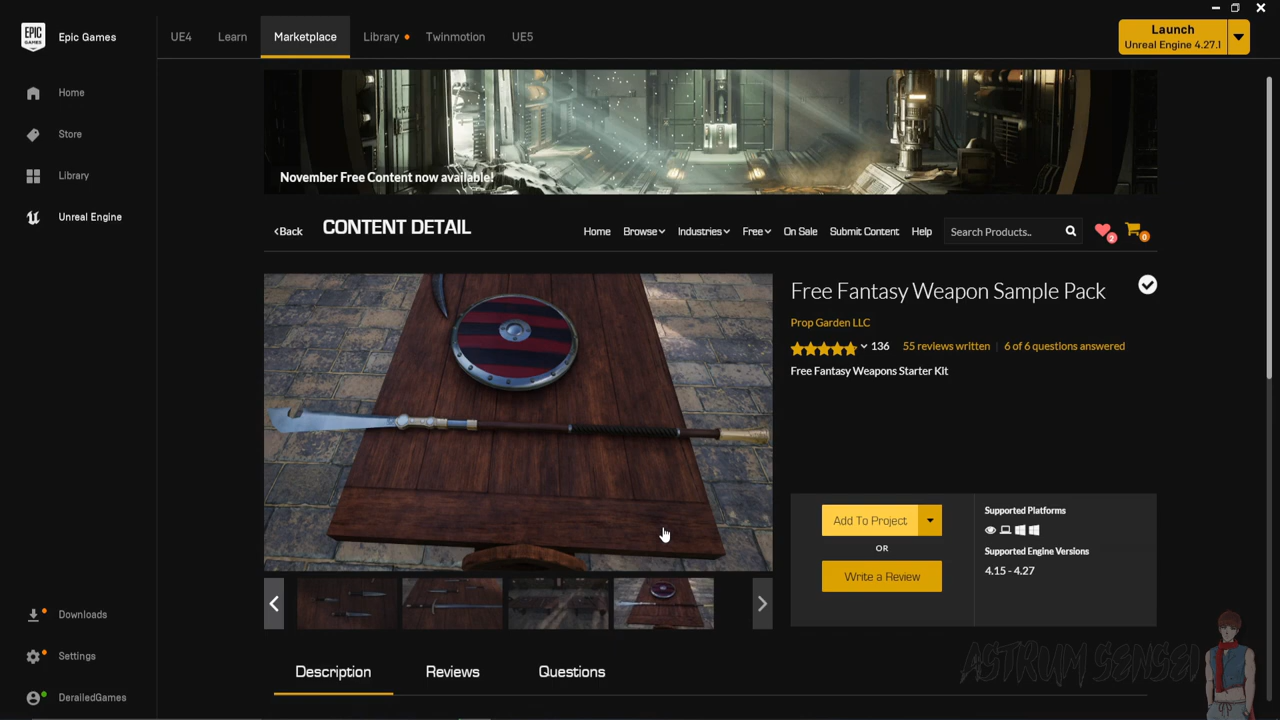 EPIC GAMES
Epic Games
UE4
Learn
Marketplace
Library
Twinmotion
UE5
Launch
Unreal Engine 4.27.1
Home
Store
Library
Unreal Engine
November Free Content now available!
Back
CONTENT DETAIL
Home
Browse
Industries
Free
On Sale
Submit Content
Help
Search Products..
2
0
Free Fantasy Weapon Sample Pack
Prop Garden LLC
136
55 reviews written
6 of 6 questions answered
Free Fantasy Weapons Starter Kit
Add To Project
OR
Write a Review
Supported Platforms
Supported Engine Versions
4.15 - 4.27
Description
Reviews
Questions
Downloads
Settings
DerailedGames
ASTRUM SENSEI